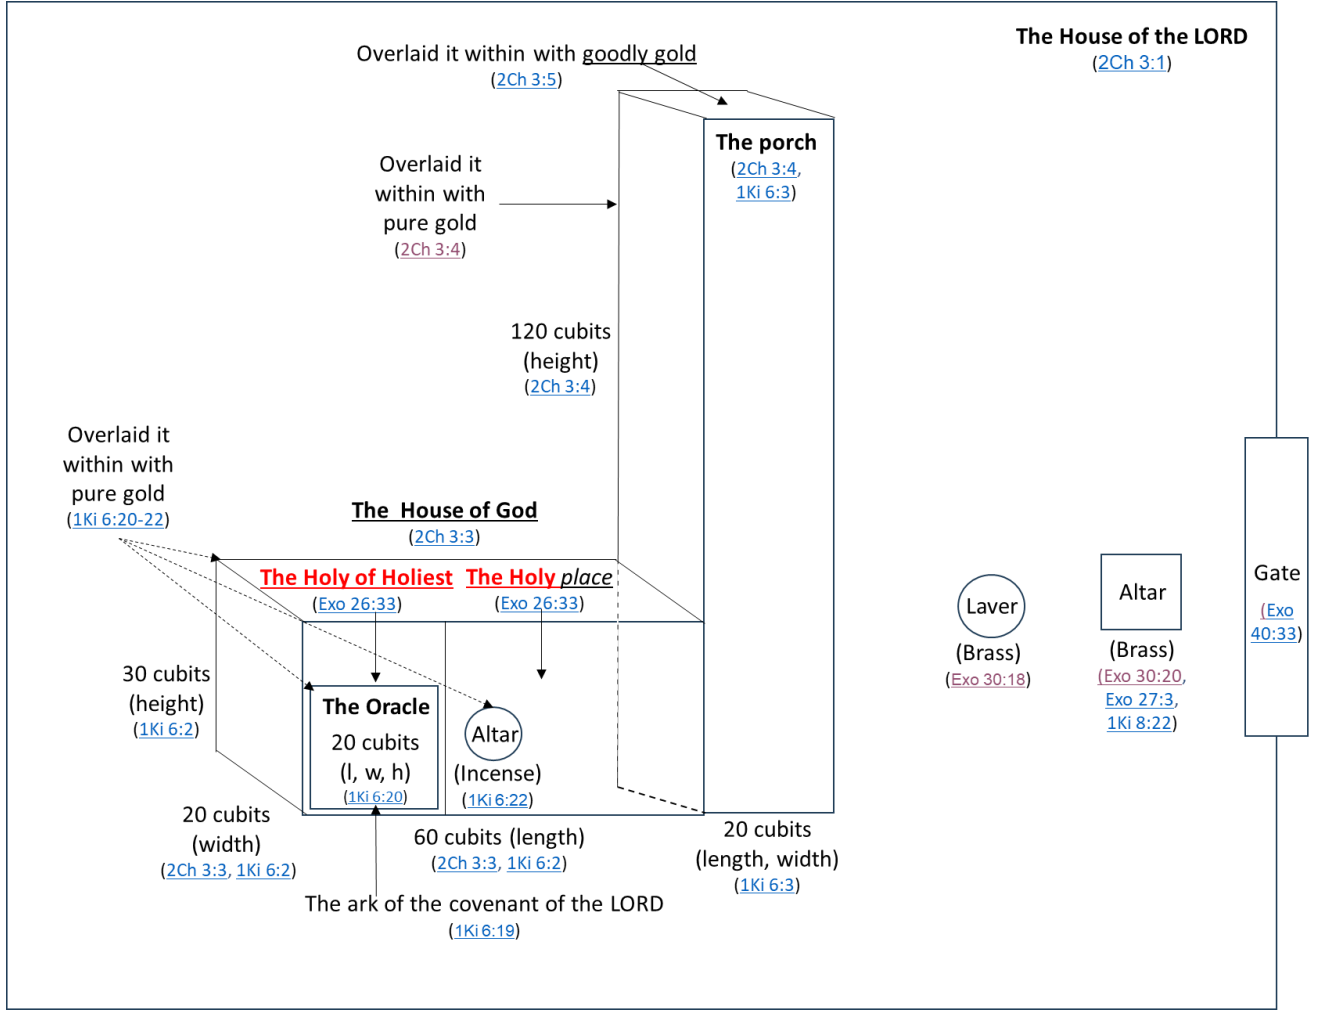 The House of the LORD
(2Ch 3:1)
Overlaid it within with goodly gold
(2Ch 3:5)
The porch
(2Ch 3:4,
1Ki 6:3)
Overlaid it
within with
pure gold
(2Ch 3:4)
120 cubits
(height)
(2Ch 3:4)
Overlaid it
within with
pure gold
(1Ki 6:20-22)
The House of God
(2Ch 3:3)
The Holy of Holiest
(Exo 26:33)
The Holy place
(Exo 26:33)
30 cubits
(height)
(1Ki 6:2)
The Oracle
20 cubits
(l, w, h)
(1Ki 6:20)
Altar
(Incense)
(1Ki 6:22)
20 cubits
(width)
(2Ch 3:3, 1Ki 6:2)
60 cubits (length)
(2Ch 3:3, 1Ki 6:2)
20 cubits
(length, width)
(1Ki 6:3)
The ark of the covenant of the LORD
(1Ki 6:19)
Laver
(Brass)
(Exo 30:18)
Altar
(Brass)
(Exo 30:20,
Exo 27:3,
1Ki 8:22)
Gate
(Exo
40:33)